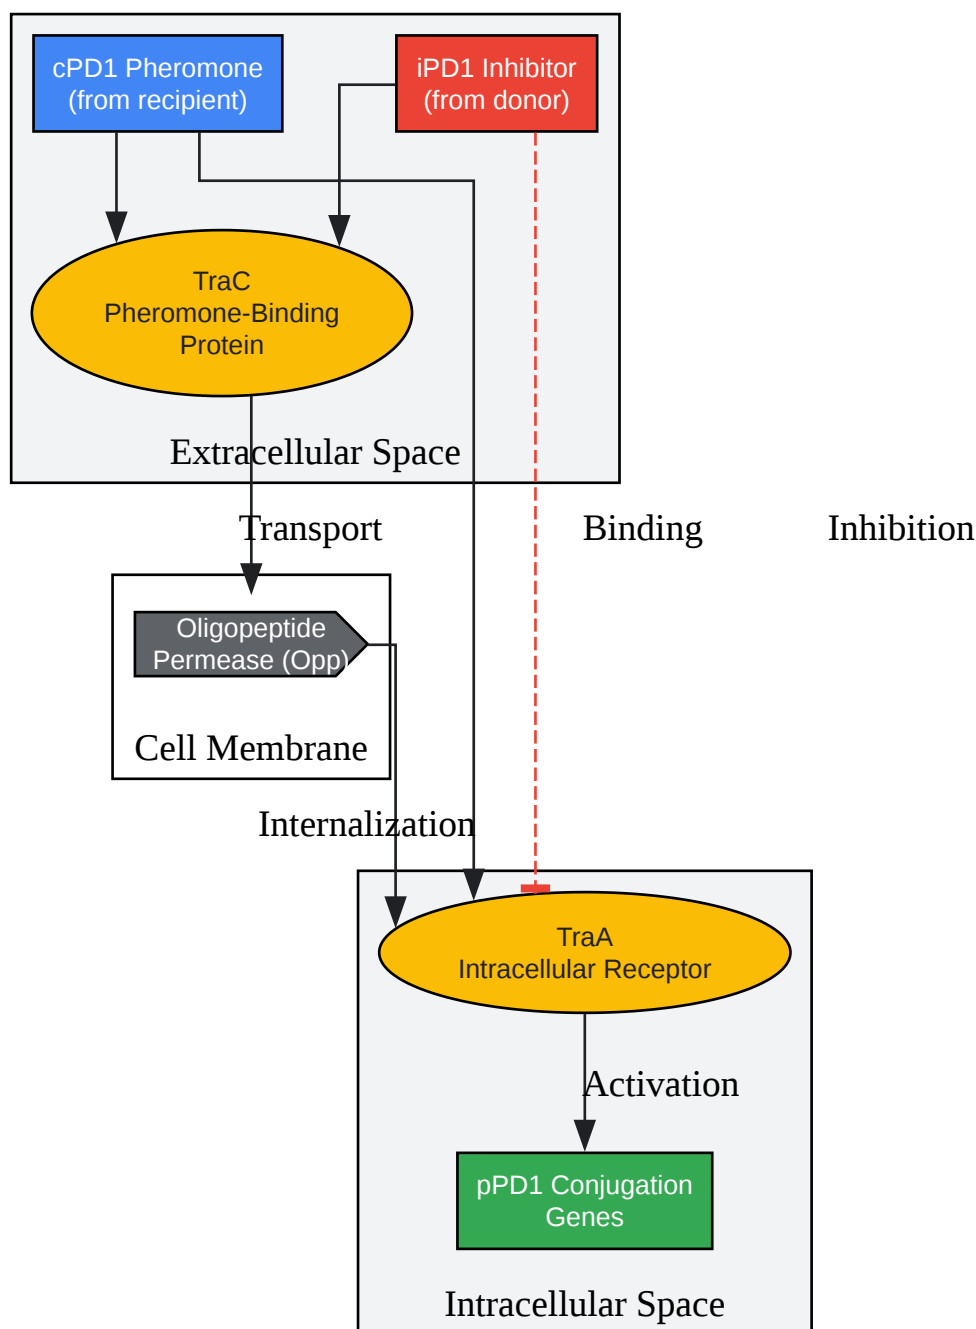 cPD1 Pheromone
(from recipient)
iPD1 Inhibitor
(from donor)
TraC
Pheromone-Binding
Protein
Extracellular Space
Transport
Binding
Inhibition
Oligopeptide
Permease (Opp)
Cell Membrane
Internalization
TraA
Intracellular Receptor
Activation
pPD1 Conjugation
Genes
Intracellular Space